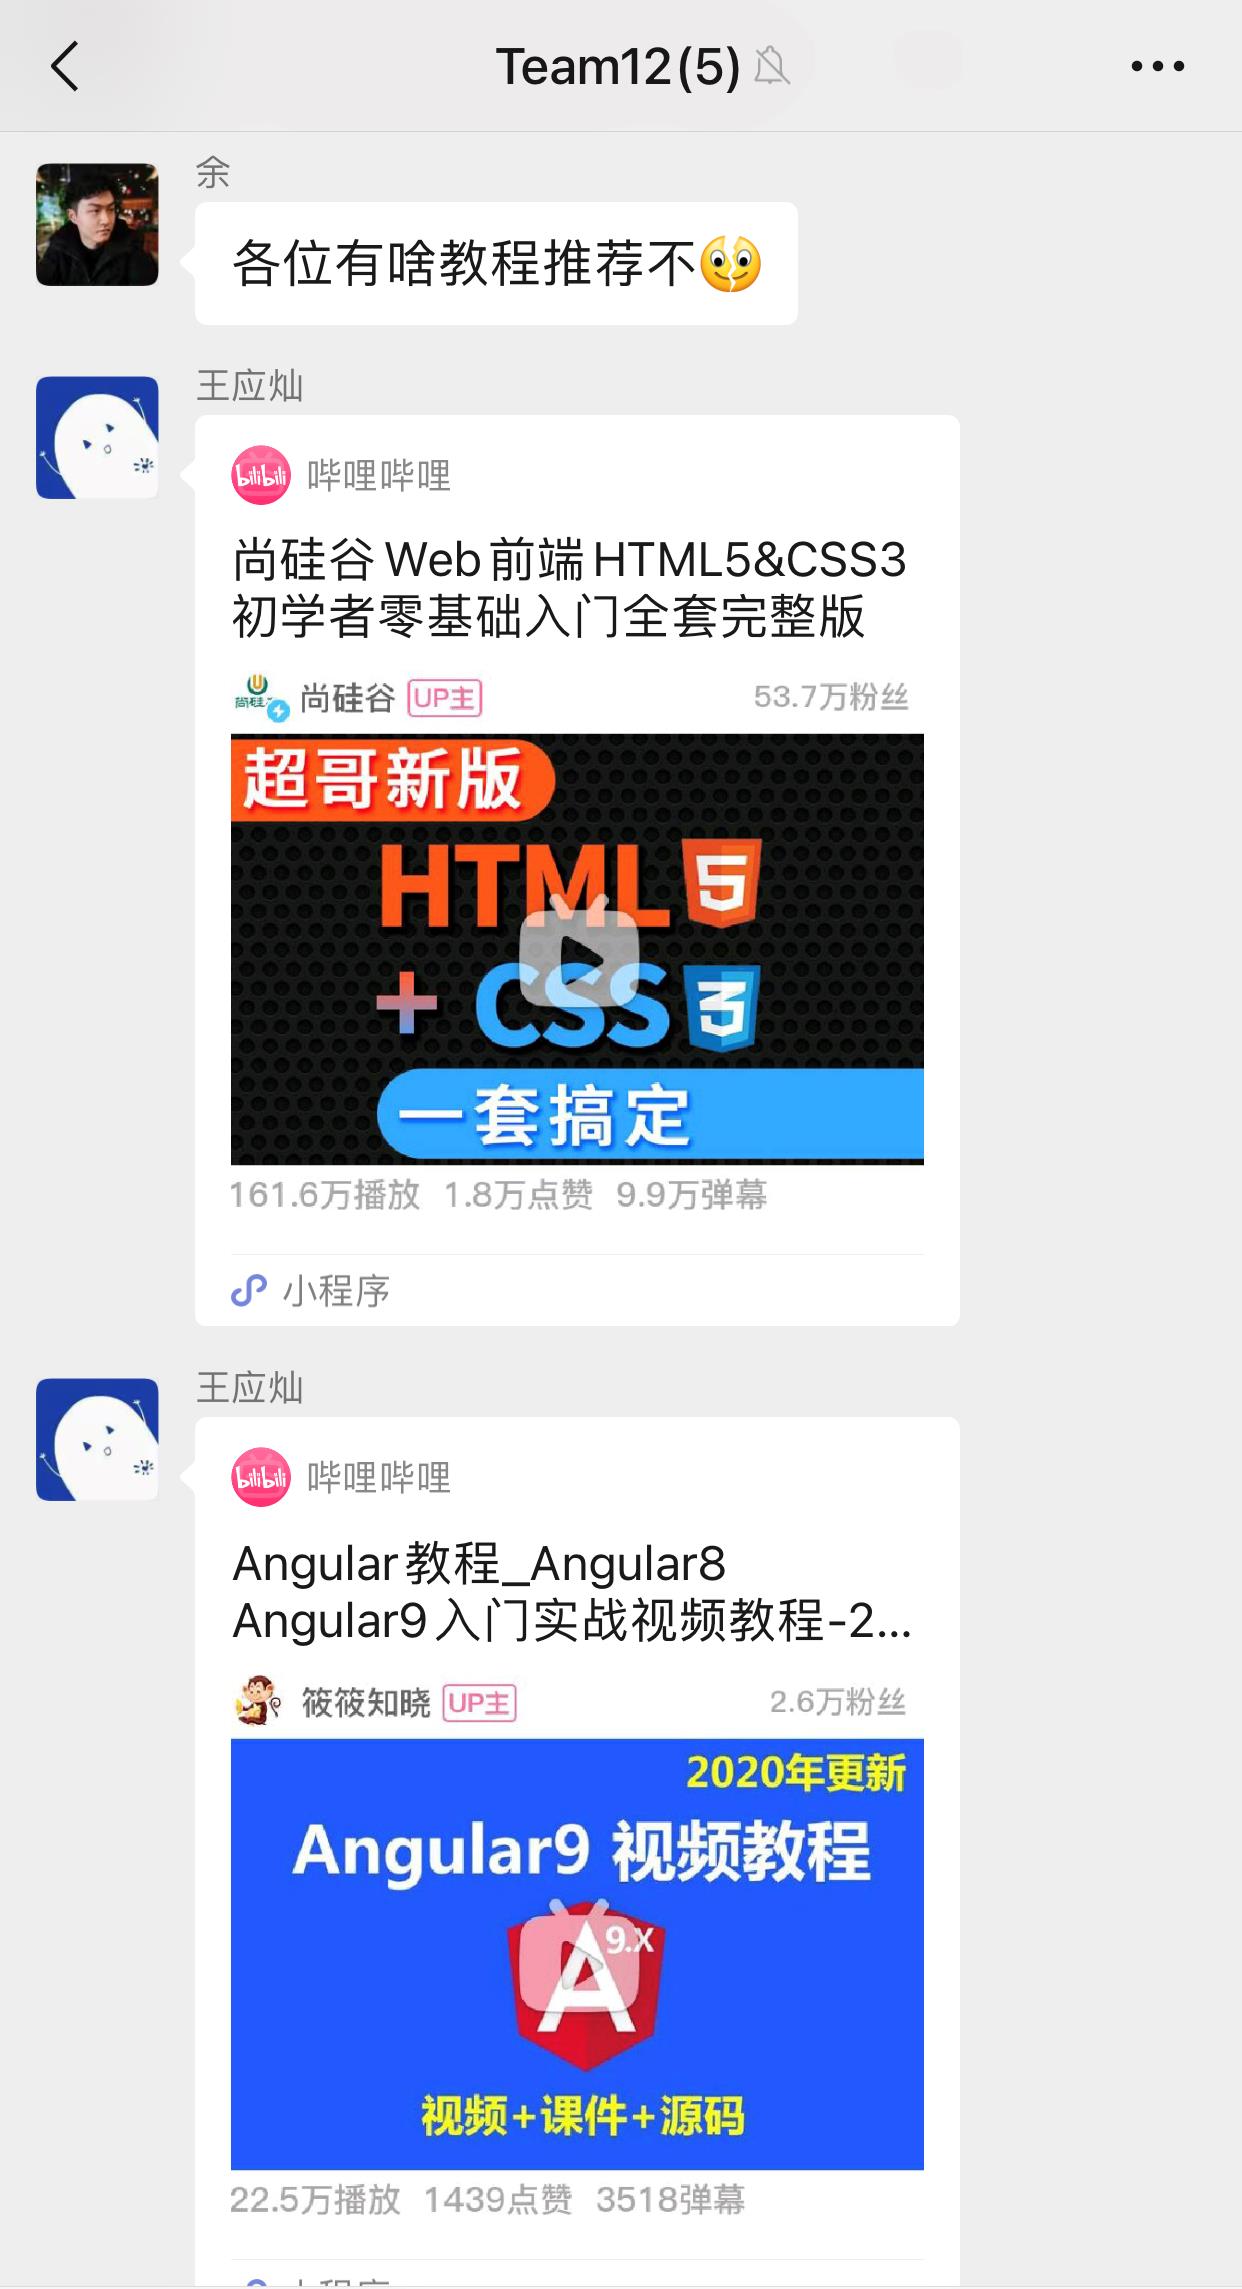 Team12(5)
余
各位有啥教程推荐不
王应灿
bilibili 哔哩哔哩
尚硅谷Web前端HTML5&CSS3
初学者零基础入门全套完整版
尚硅谷 UP主 53.7万粉丝
超哥新版
HTML 5
+ CSS 3
一套搞定
161.6万播放 1.8万点赞 9.9万弹幕
小程序
王应灿
bilibili 哔哩哔哩
Angular教程_Angular8
Angular9入门实战视频教程-2...
筱筱知晓 UP主 2.6万粉丝
2020年更新
Angular9 视频教程
A 9.X
视频+课件+源码
22.5万播放 1439点赞 3518弹幕
小程序